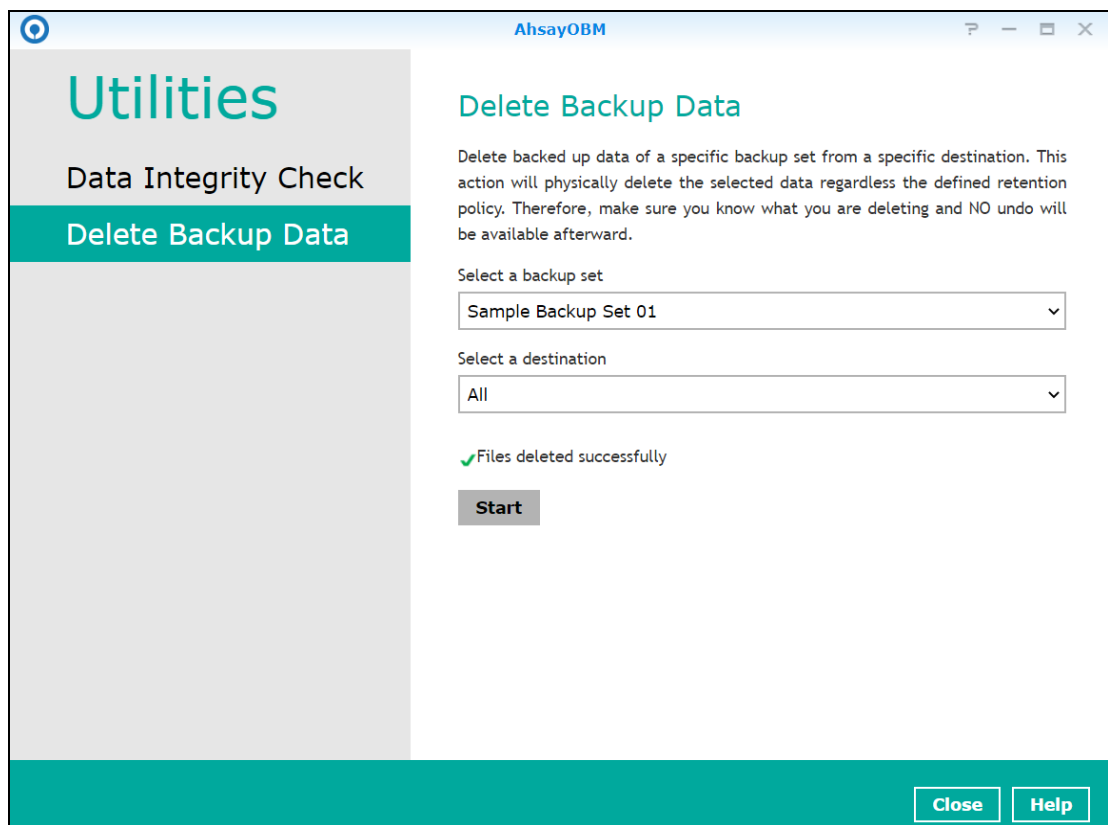 AhsayOBM
Utilities
Data Integrity Check
Delete Backup Data
Delete Backup Data
Delete backed up data of a specific backup set from a specific destination. This
action will physically delete the selected data regardless the defined retention
policy. Therefore, make sure you know what you are deleting and NO undo will
be available afterward.
Select a backup set
Sample Backup Set 01
Select a destination
All
Files deleted successfully
Start
Close
Help